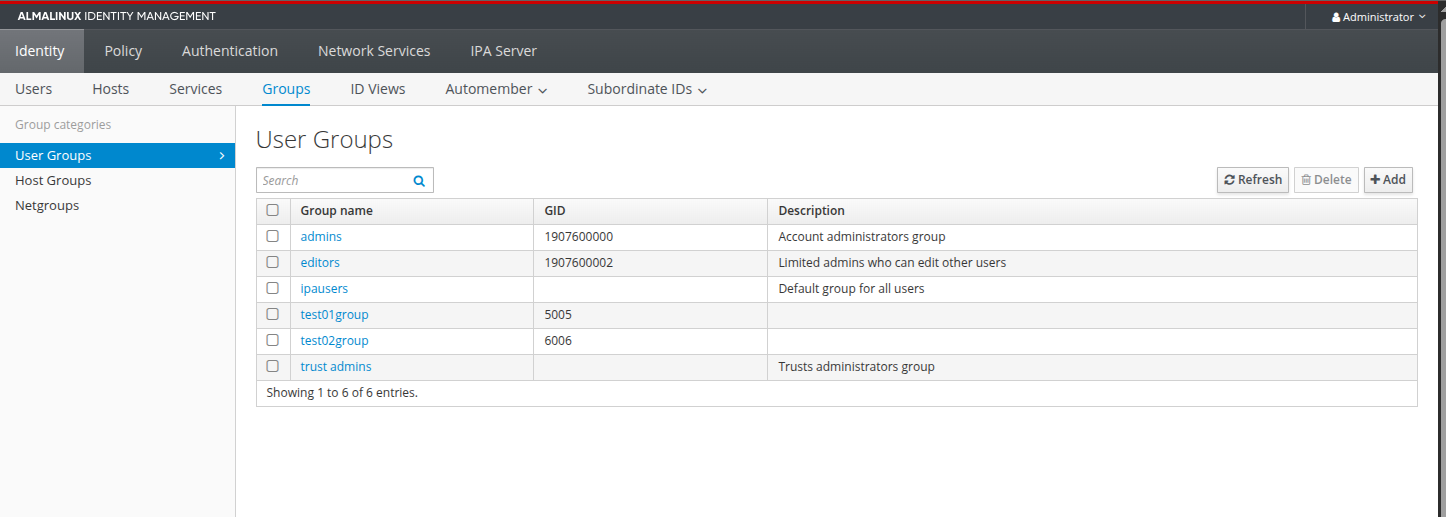 ALMALINUX IDENTITY MANAGEMENT Administrator
Identity Policy Authentication Network Services IPA Server
Users Hosts Services Groups ID Views Automember Subordinate IDs
Group categories
User Groups
Host Groups
Netgroups
User Groups
Search Refresh Delete Add
Group name GID Description
admins 1907600000 Account administrators group
editors 1907600002 Limited admins who can edit other users
ipausers Default group for all users
test01group 5005
test02group 6006
trust admins Trusts administrators group
Showing 1 to 6 of 6 entries.